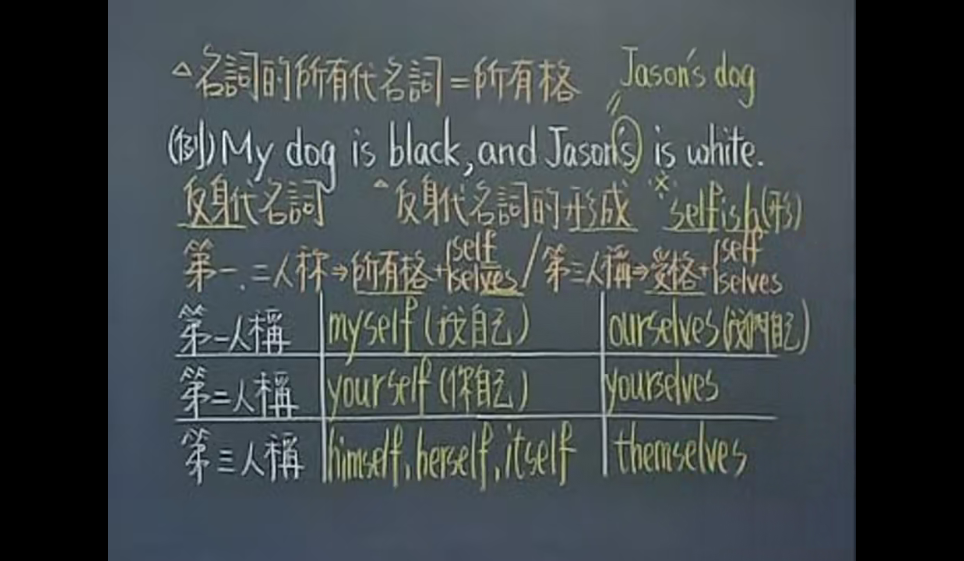 △名詞的所有代名詞=所有格 Jason's dog
(例) My dog is black, and Jason's is white.
反身代名詞 △反身代名詞的形成 ※selfish(形)
第一.二人称⇒所有格+{self selves / 第三人稱⇒受格+{self selves
第一人稱 myself (我自己) ourselves (我們自己)
第二人稱 yourself (你自己) yourselves
第三人稱 himself, herself, itself themselves